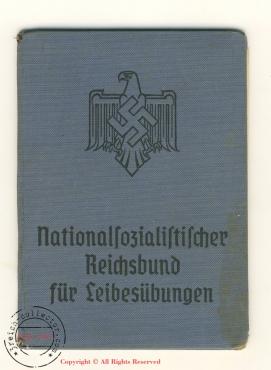 Nationalsozialistischer
Reichsbund
für Leibesübungen
Copyright © All Rights Reserved